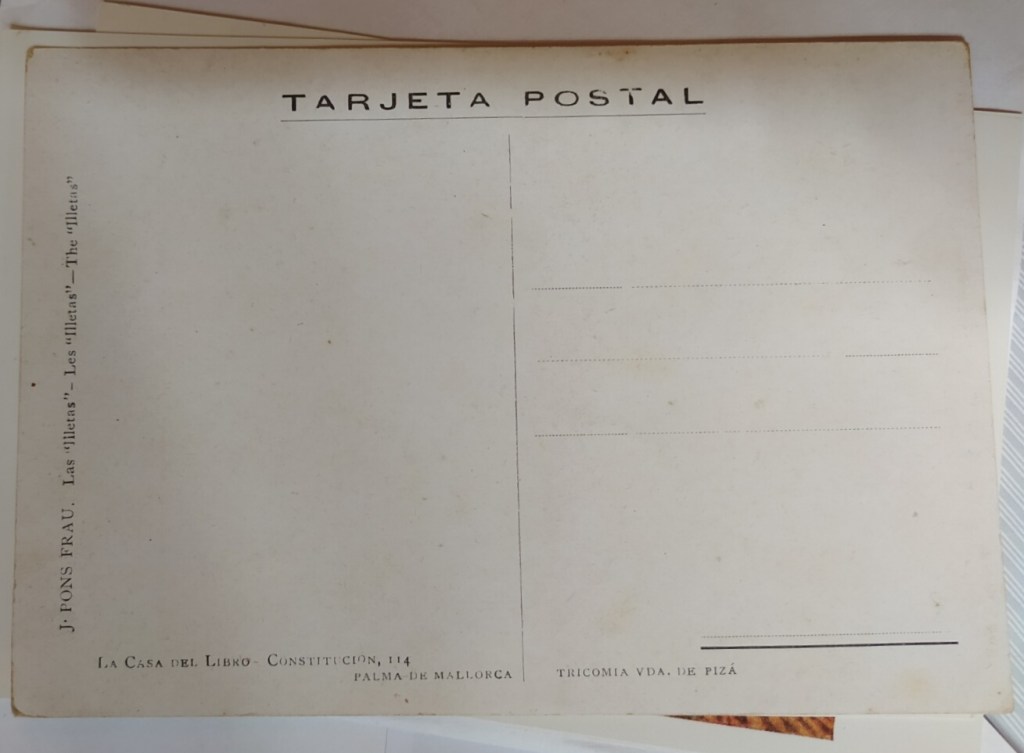 TARJETA POSTAL
J. PONS FRAU. Las "Illetas" - Les "Illetas" - The "Illetas"
LA CASA DEL LIBRO - CONSTITUCIÓN, 114
PALMA DE MALLORCA
TRICOMIA VDA. DE PIZÁ